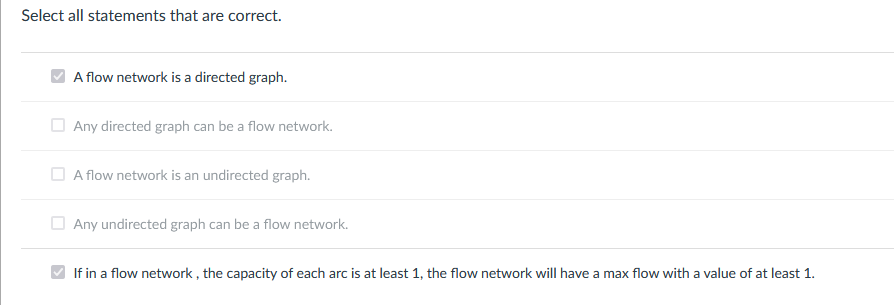 Select all statements that are correct.
A flow network is a directed graph.
Any directed graph can be a flow network.
A flow network is an undirected graph.
Any undirected graph can be a flow network.
If in a flow network , the capacity of each arc is at least 1, the flow network will have a max flow with a value of at least 1.